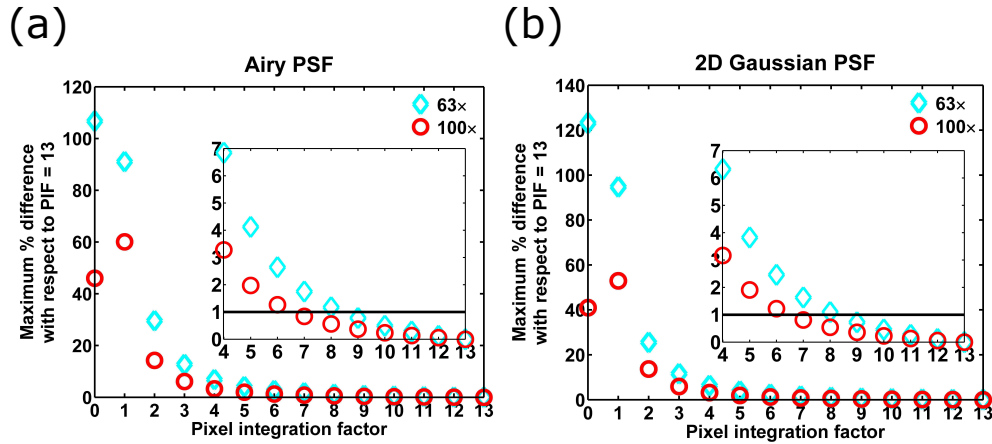 (a)
Airy PSF
Maximum % difference
with respect to PIF = 13
120
100
80
60
40
20
0
63×
100×
7
6
5
4
3
2
1
0
4 5 6 7 8 9 10 11 12 13
0 1 2 3 4 5 6 7 8 9 10 11 12 13
Pixel integration factor
(b)
2D Gaussian PSF
Maximum % difference
with respect to PIF = 13
140
120
100
80
60
40
20
0
63×
100×
7
6
5
4
3
2
1
0
4 5 6 7 8 9 10 11 12 13
0 1 2 3 4 5 6 7 8 9 10 11 12 13
Pixel integration factor